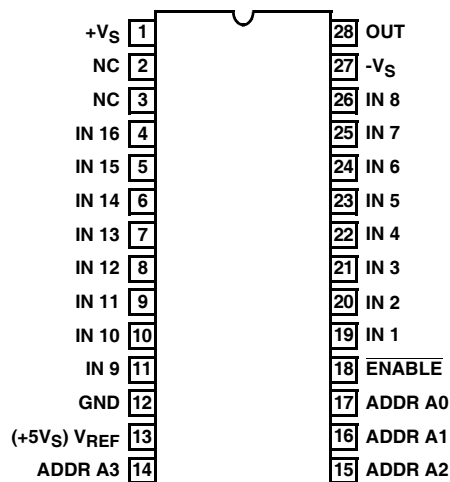 +VS 1 28 OUT
NC 2 27 -VS
NC 3 26 IN 8
IN 16 4 25 IN 7
IN 15 5 24 IN 6
IN 14 6 23 IN 5
IN 13 7 22 IN 4
IN 12 8 21 IN 3
IN 11 9 20 IN 2
IN 10 10 19 IN 1
IN 9 11 18 ENABLE
GND 12 17 ADDR A0
(+5VS) VREF 13 16 ADDR A1
ADDR A3 14 15 ADDR A2